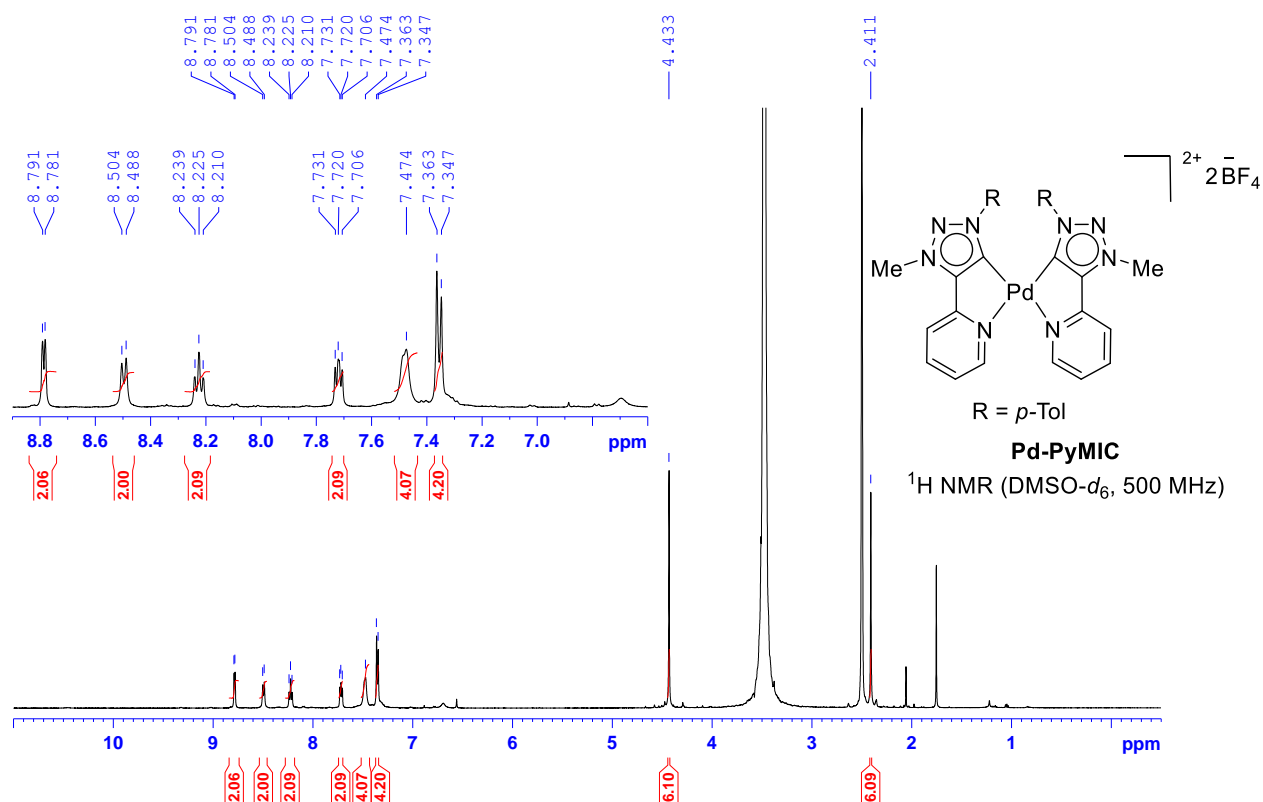 8.791
8.781
8.504
8.488
8.239
8.225
8.210
7.731
7.720
7.706
7.474
7.363
7.347
4.433
2.411
8.791
8.781
8.504
8.488
8.239
8.225
8.210
7.731
7.720
7.706
7.474
7.363
7.347
8.8 8.6 8.4 8.2 8.0 7.8 7.6 7.4 7.2 7.0 ppm
2.06 2.00 2.09 2.09 4.07 4.20
2+ 2BF4
R R
N N N N
N N
Me Me
Pd
N N
R = p-Tol
Pd-PyMIC
1H NMR (DMSO-d6, 500 MHz)
10 9 8 7 6 5 4 3 2 1 ppm
2.06 2.00 2.09 2.09 4.07 4.20 6.10 6.09